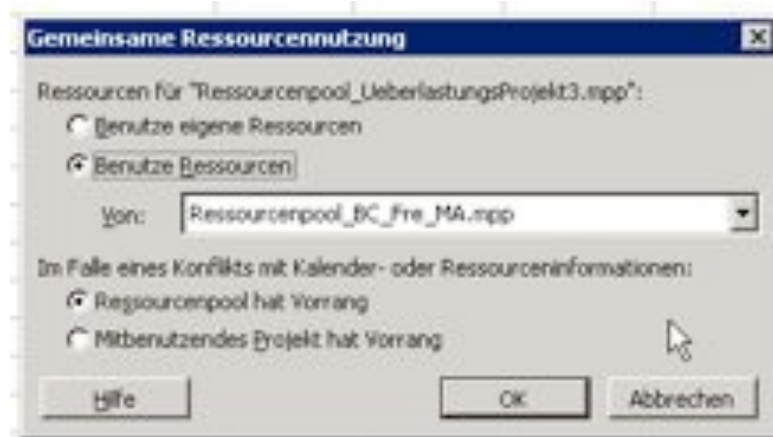 Gemeinsame Ressourcennutzung
Ressourcen für "Ressourcenpool_UeberlastungsProjekt3.mpp":
Benutze eigene Ressourcen
Benutze Ressourcen
Von: Ressourcenpool_BC_Fre_MA.mpp
Im Falle eines Konflikts mit Kalender- oder Ressourceninformationen:
Ressourcenpool hat Vorrang
Mitbenutzendes Projekt hat Vorrang
Hilfe OK Abbrechen